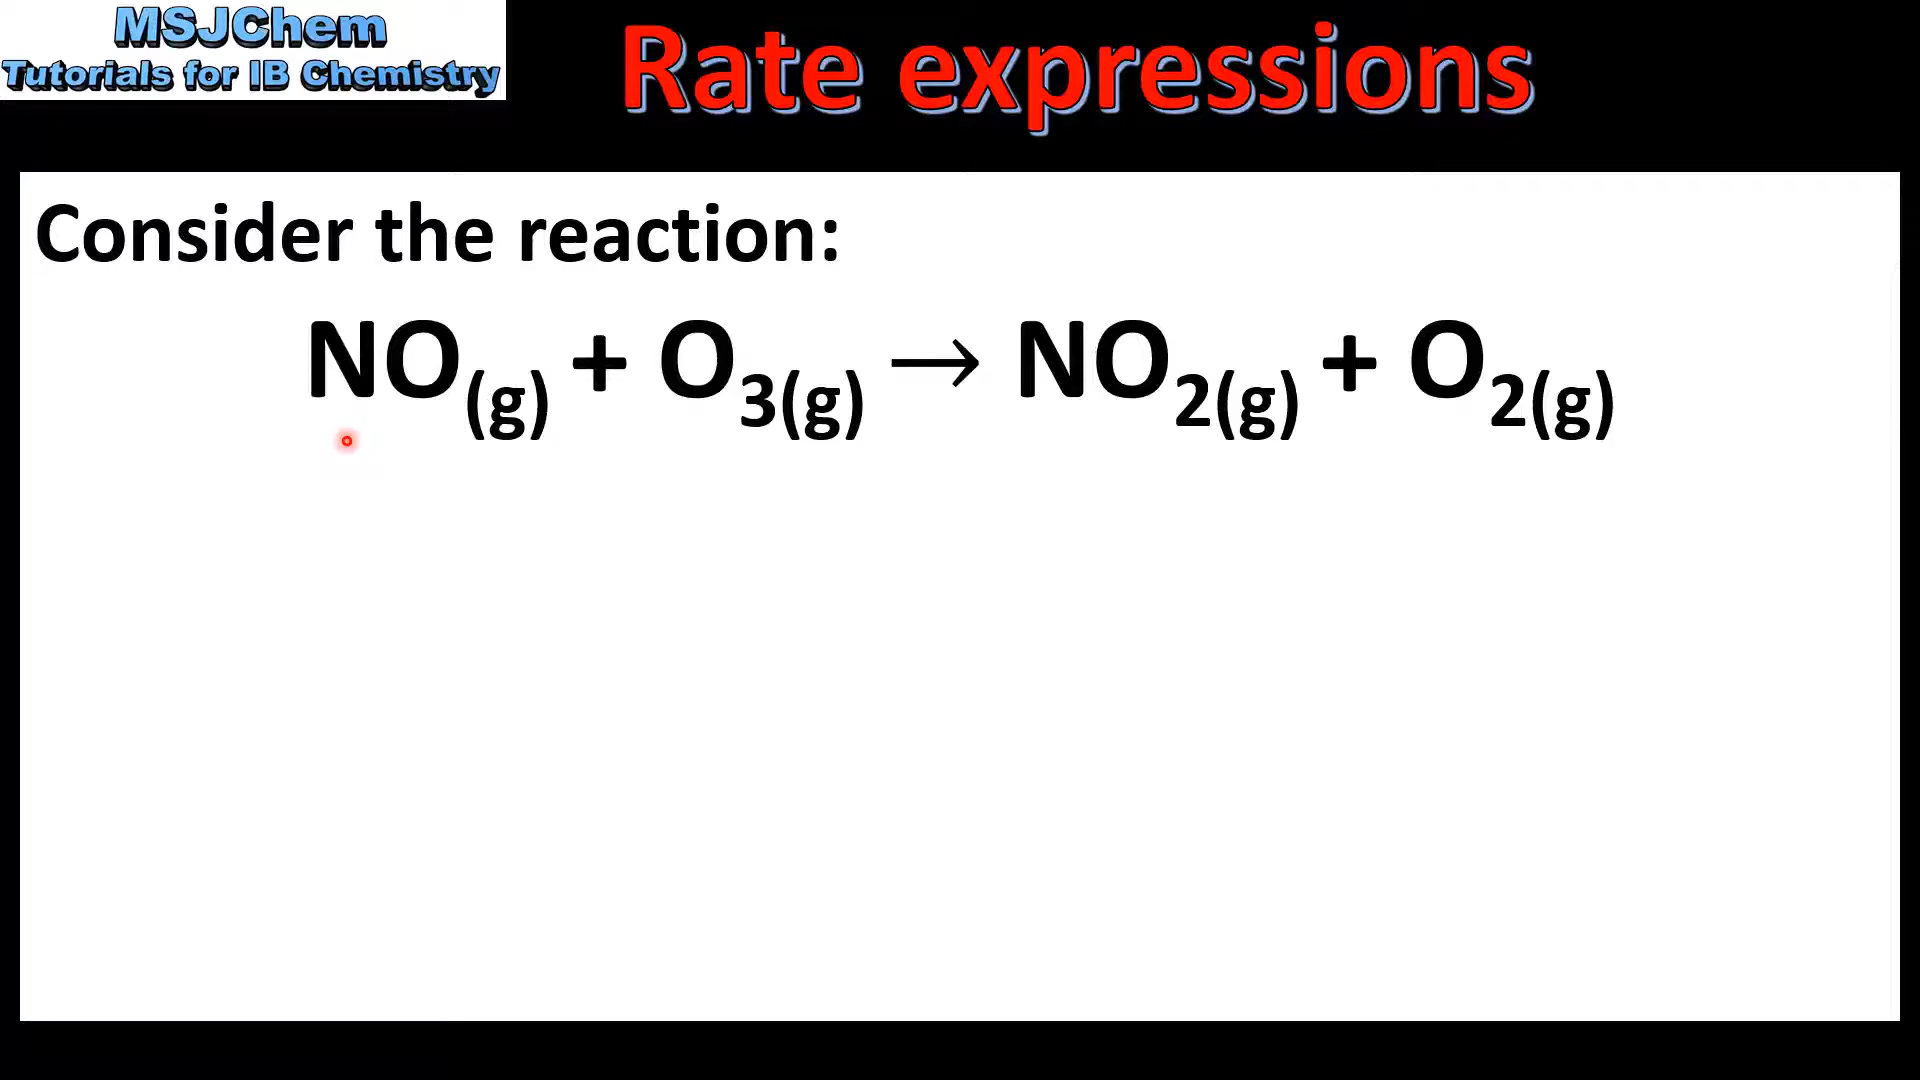 MSJChem
Tutorials for IB Chemistry
Rate expressions
Consider the reaction:
NO(g) + O3(g) → NO2(g) + O2(g)